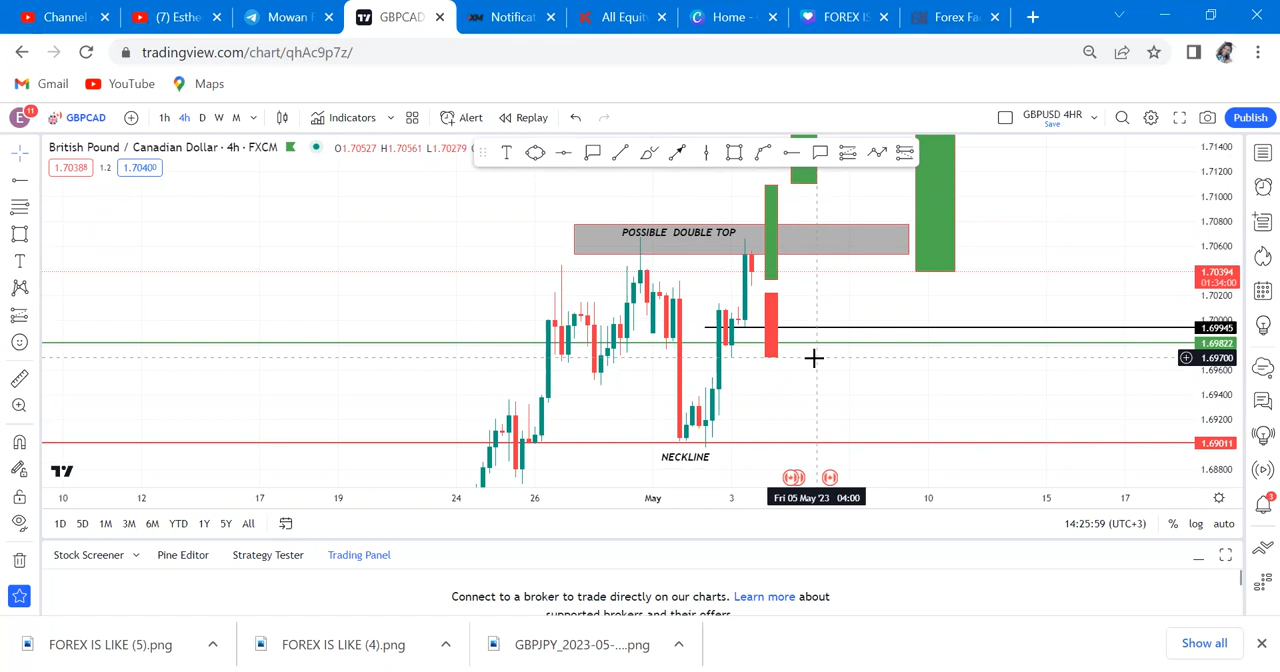 Channel
(7) Esthe
Mowan F
GBPCAD
Notificat
All Equity
Home -
FOREX IS
Forex Fa
tradingview.com/chart/qhAc9p7z/
Gmail
YouTube
Maps
E
11
GBPCAD
1h 4h D W M
Indicators
Alert
Replay
GBPUSD 4HR
Save
Publish
British Pound / Canadian Dollar · 4h · FXCM
O1.70527 H1.70561 L1.70279
1.70388
1.2
1.70400
T
T
POSSIBLE DOUBLE TOP
NECKLINE
1.71400
1.71200
1.71000
1.70800
1.70600
1.70394
01:34:00
1.70200
1.70000
1.69945
1.69822
1.69700
1.69600
1.69400
1.69200
1.69011
1.68800
3
10 12 17 19 24 26 May 3 Fri 05 May '23 04:00 10 15 17
1D 5D 1M 3M 6M YTD 1Y 5Y All
14:25:59 (UTC+3)
% log auto
Stock Screener
Pine Editor
Strategy Tester
Trading Panel
Connect to a broker to trade directly on our charts. Learn more about
supported brokers and their offers
FOREX IS LIKE (5).png
FOREX IS LIKE (4).png
GBPJPY_2023-05-....png
Show all